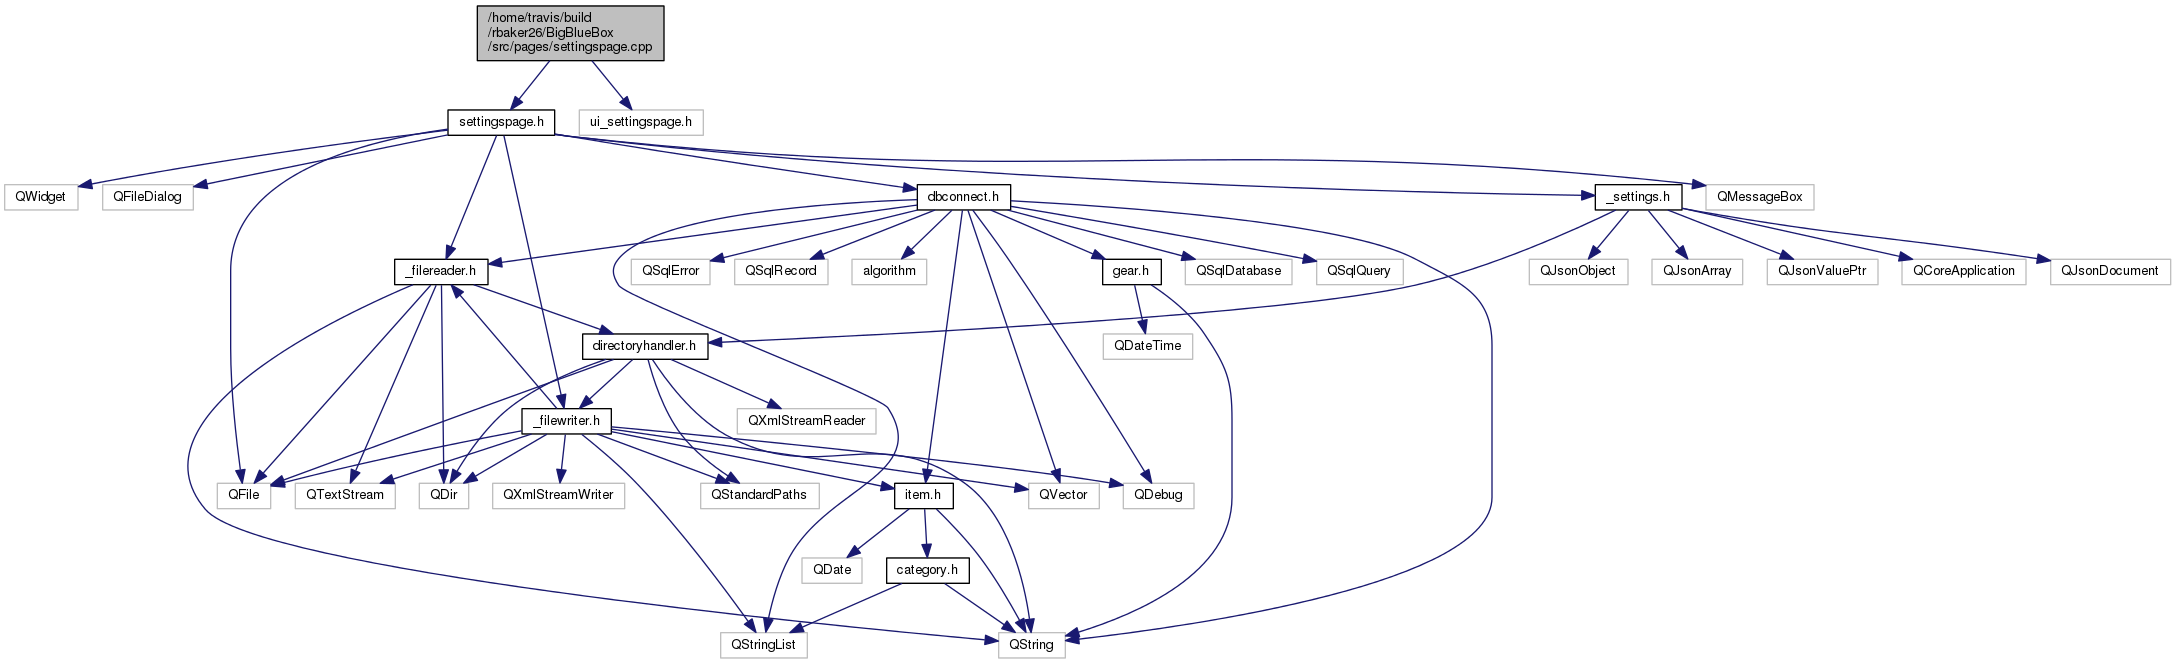 /home/travis/build
/rbaker26/BigBlueBox
/src/pages/settingspage.cpp
settingspage.h
ui_settingspage.h
QWidget
QFileDialog
dbconnect.h
_settings.h
QMessageBox
_filereader.h
QSqlError
QSqlRecord
algorithm
gear.h
QSqlDatabase
QSqlQuery
QJsonObject
QJsonArray
QJsonValuePtr
QCoreApplication
QJsonDocument
directoryhandler.h
QDateTime
_filewriter.h
QXmlStreamReader
QFile
QTextStream
QDir
QXmlStreamWriter
QStandardPaths
item.h
QVector
QDebug
QDate
category.h
QStringList
QString